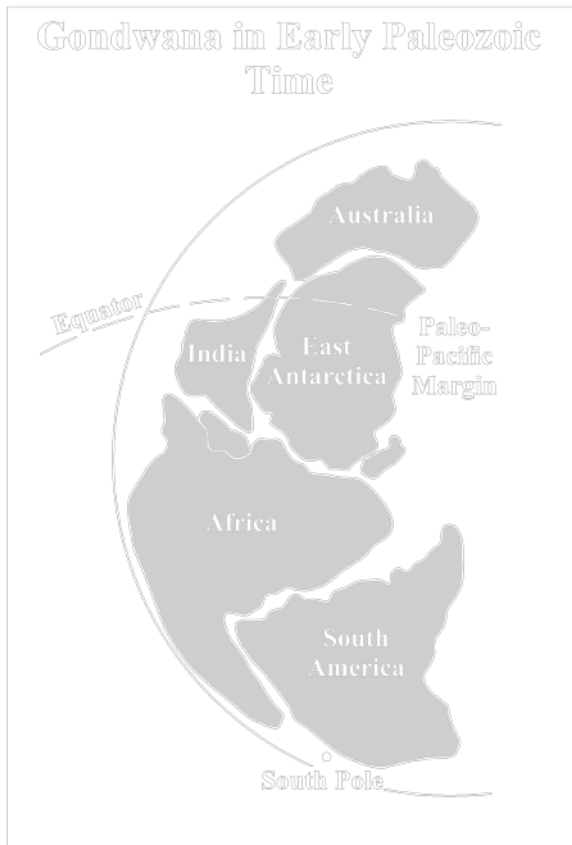 Gondwana in Early Paleozoic
Time
Australia
Equator
Paleo-
Pacific
Margin
India
East
Antarctica
Africa
South
America
South Pole